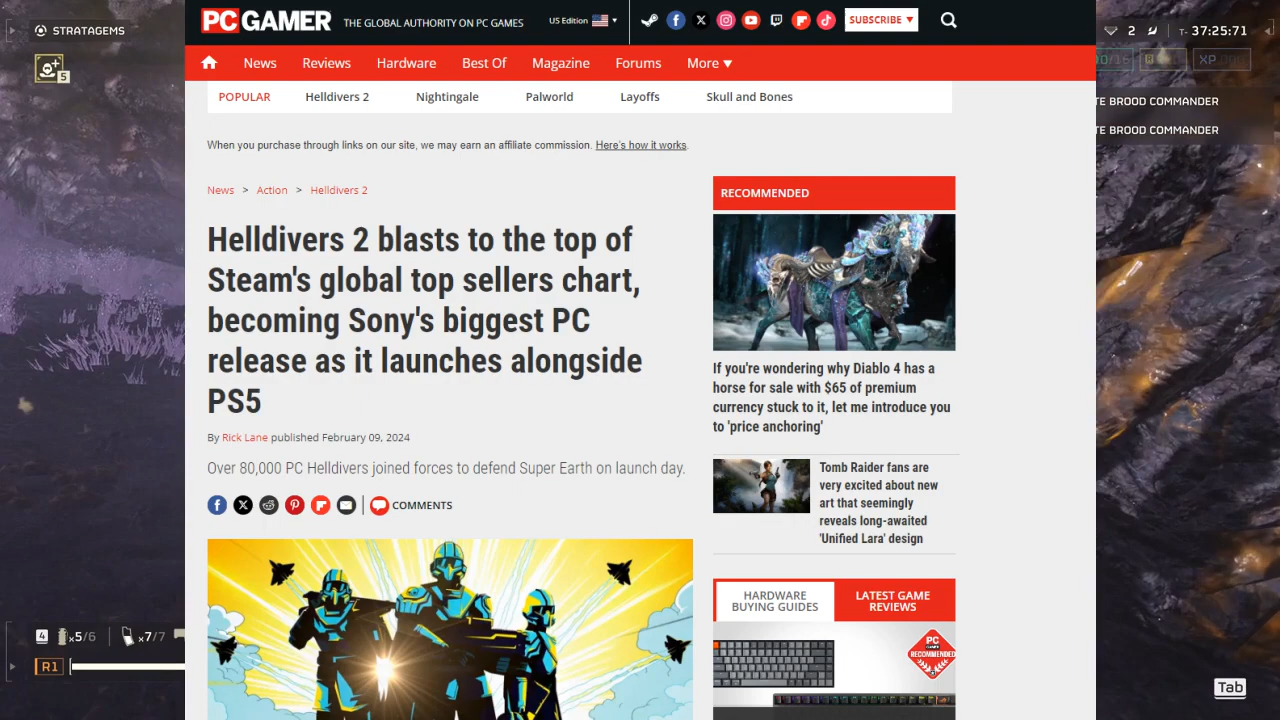 STRATAGEMS
5
PC GAMER THE GLOBAL AUTHORITY ON PC GAMES
US Edition
SUBSCRIBE
2
T- 37:25:71
XP
TE BROOD COMMANDER
TE BROOD COMMANDER
News Reviews Hardware Best Of Magazine Forums More
POPULAR Helldivers 2 Nightingale Palworld Layoffs Skull and Bones
When you purchase through links on our site, we may earn an affiliate commission. Here's how it works.
News > Action > Helldivers 2
Helldivers 2 blasts to the top of
Steam's global top sellers chart,
becoming Sony's biggest PC
release as it launches alongside
PS5
By Rick Lane published February 09, 2024
Over 80,000 PC Helldivers joined forces to defend Super Earth on launch day.
COMMENTS
RECOMMENDED
If you're wondering why Diablo 4 has a
horse for sale with $65 of premium
currency stuck to it, let me introduce you
to 'price anchoring'
Tomb Raider fans are
very excited about new
art that seemingly
reveals long-awaited
'Unified Lara' design
HARDWARE
BUYING GUIDES
LATEST GAME
REVIEWS
PC
GAMER
RECOMMENDED
4 x5/6 x7/7
R1
Tab